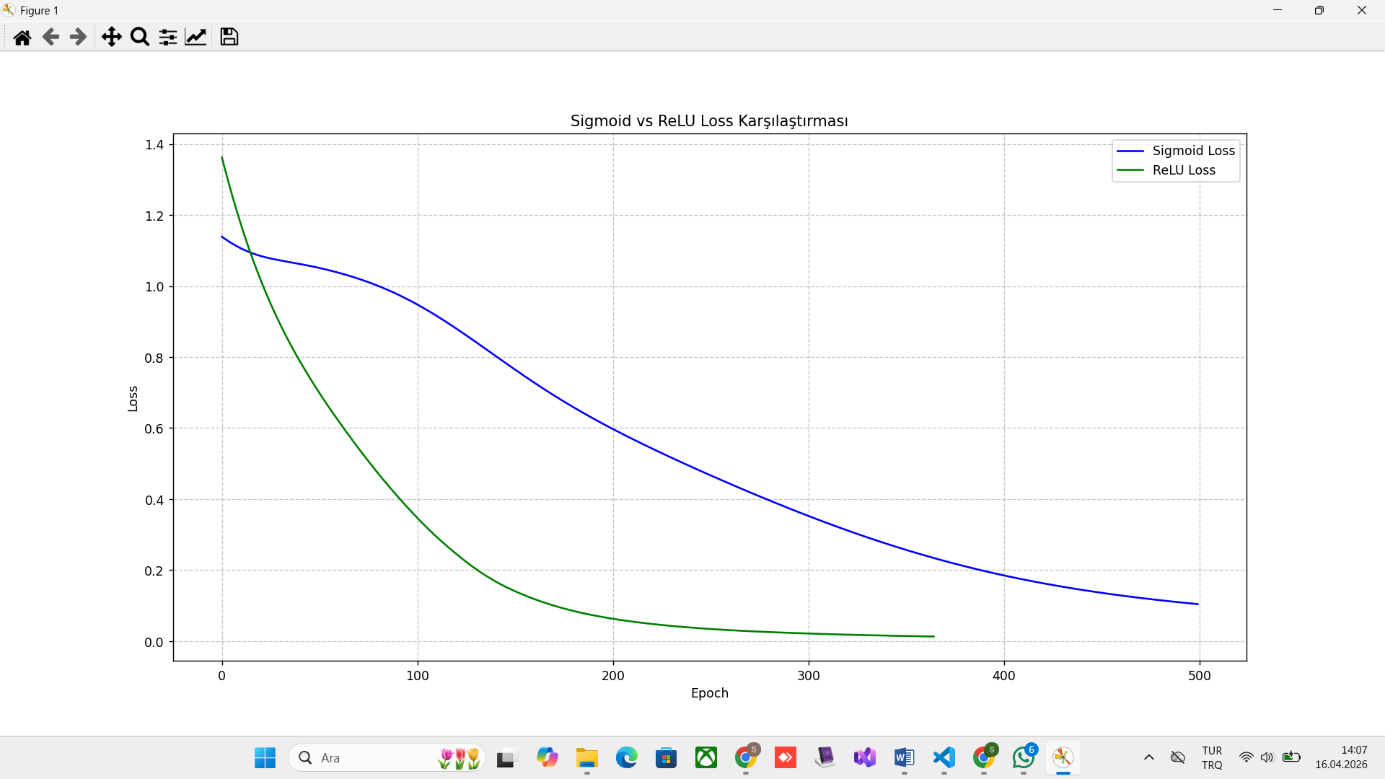 Figure 1
Sigmoid vs ReLU Loss Karşılaştırması
Sigmoid Loss
ReLU Loss
1.4
1.2
1.0
0.8
0.6
0.4
0.2
0.0
Loss
0 100 200 300 400 500
Epoch
Ara
S
S
6
TUR
TRQ
14:07
16.04.2026